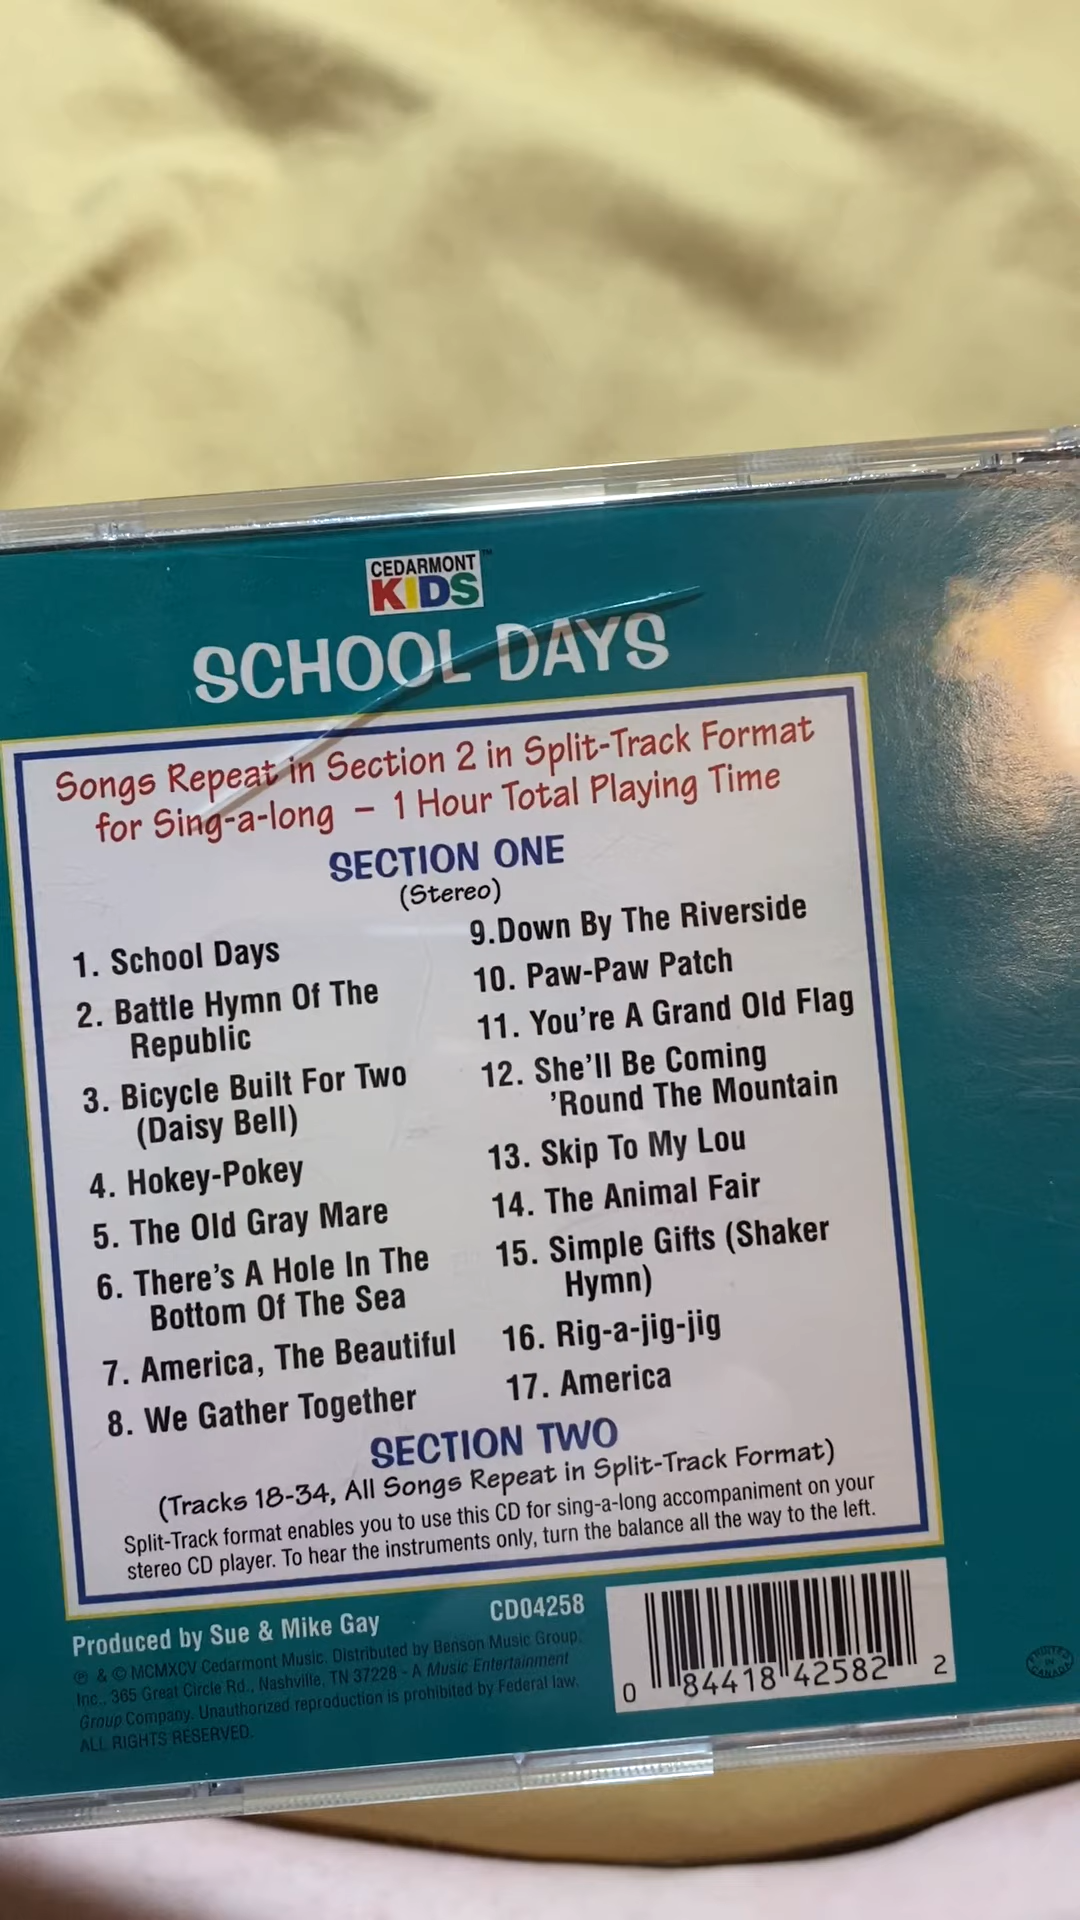 CEDARMONT™
KIDS
SCHOOL DAYS
Songs Repeat in Section 2 in Split-Track Format
for Sing-a-long – 1 Hour Total Playing Time
SECTION ONE
(Stereo)
1. School Days
2. Battle Hymn Of The
Republic
3. Bicycle Built For Two
(Daisy Bell)
4. Hokey-Pokey
5. The Old Gray Mare
6. There's A Hole In The
Bottom Of The Sea
7. America, The Beautiful
8. We Gather Together
9.Down By The Riverside
10. Paw-Paw Patch
11. You're A Grand Old Flag
12. She'll Be Coming
'Round The Mountain
13. Skip To My Lou
14. The Animal Fair
15. Simple Gifts (Shaker
Hymn)
16. Rig-a-jig-jig
17. America
SECTION TWO
(Tracks 18-34, All Songs Repeat in Split-Track Format)
Split-Track format enables you to use this CD for sing-a-long accompaniment on your
stereo CD player. To hear the instruments only, turn the balance all the way to the left.
Produced by Sue & Mike Gay
CD04258
℗ & © MCMXCV Cedarmont Music. Distributed by Benson Music Group,
Inc., 365 Great Circle Rd., Nashville, TN 37228 - A Music Entertainment
Group Company. Unauthorized reproduction is prohibited by Federal law.
ALL RIGHTS RESERVED.
0 84418 42582 2
PRINTED IN CANADA